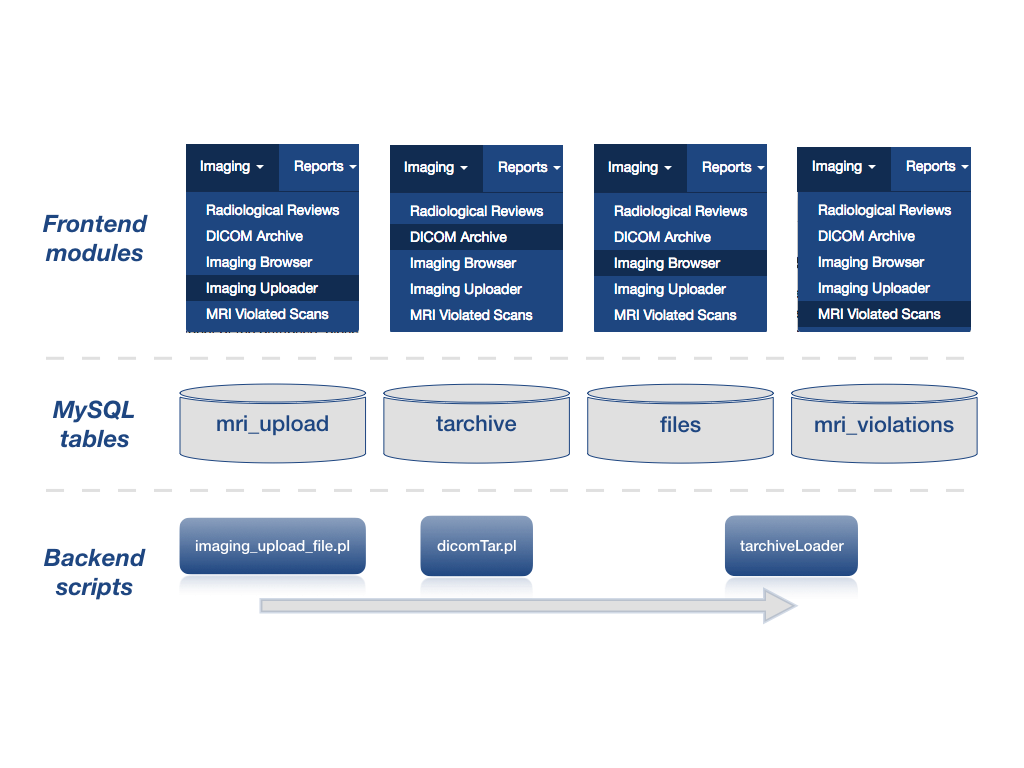 Frontend
modules
Imaging Reports
Radiological Reviews
DICOM Archive
Imaging Browser
Imaging Uploader
MRI Violated Scans
Imaging Reports
Radiological Reviews
DICOM Archive
Imaging Browser
Imaging Uploader
MRI Violated Scans
Imaging Reports
Radiological Reviews
DICOM Archive
Imaging Browser
Imaging Uploader
MRI Violated Scans
Imaging Reports
Radiological Reviews
DICOM Archive
Imaging Browser
Imaging Uploader
MRI Violated Scans
MySQL
tables
mri_upload
tarchive
files
mri_violations
Backend
scripts
imaging_upload_file.pl
dicomTar.pl
tarchiveLoader